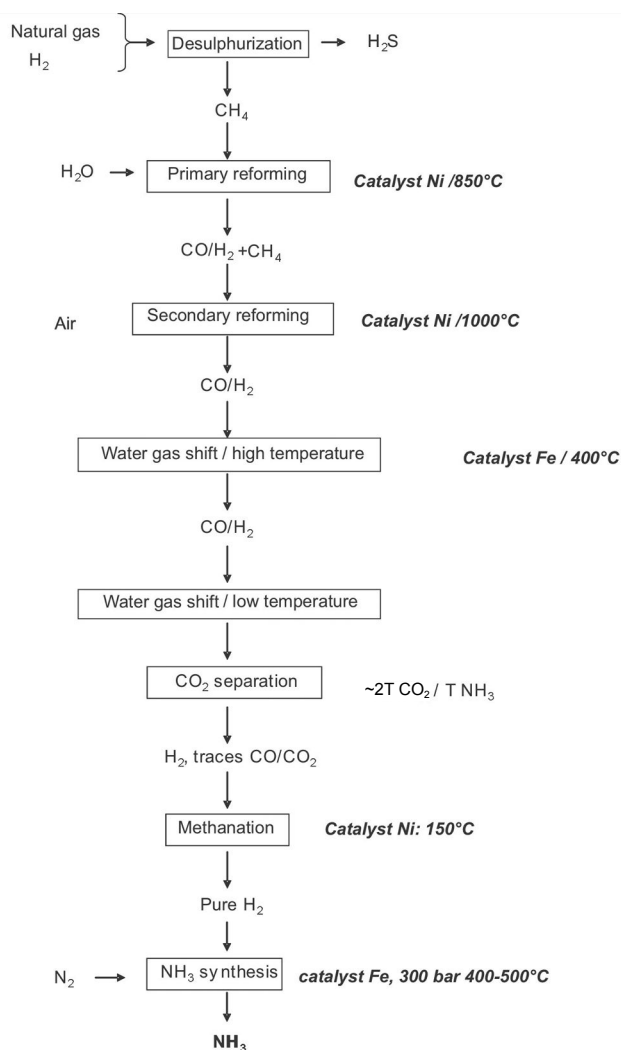 Natural gas
H₂
Desulphurization
H₂S
CH₄
H₂O
Primary reforming
Catalyst Ni /850°C
CO/H₂ +CH₄
Air
Secondary reforming
Catalyst Ni /1000°C
CO/H₂
Water gas shift / high temperature
Catalyst Fe / 400°C
CO/H₂
Water gas shift / low temperature
CO₂ separation
~2T CO₂ / T NH₃
H₂, traces CO/CO₂
Methanation
Catalyst Ni: 150°C
Pure H₂
N₂
NH₃ synthesis
catalyst Fe, 300 bar 400-500°C
NH₃